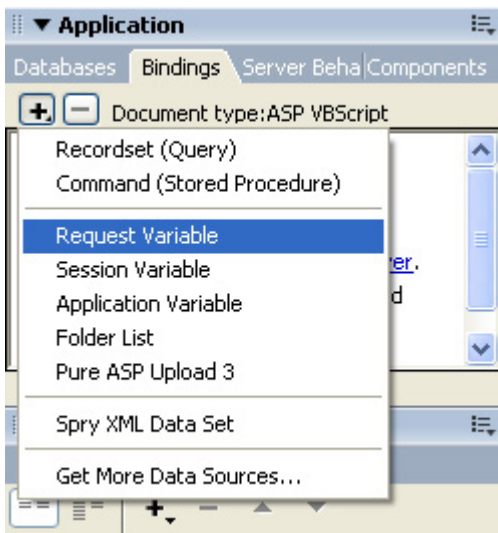 Application
Databases Bindings Server Beha Components
Document type:ASP VBScript
Recordset (Query)
Command (Stored Procedure)
Request Variable
Session Variable
er.
Application Variable
d
Folder List
Pure ASP Upload 3
Spry XML Data Set
Get More Data Sources...